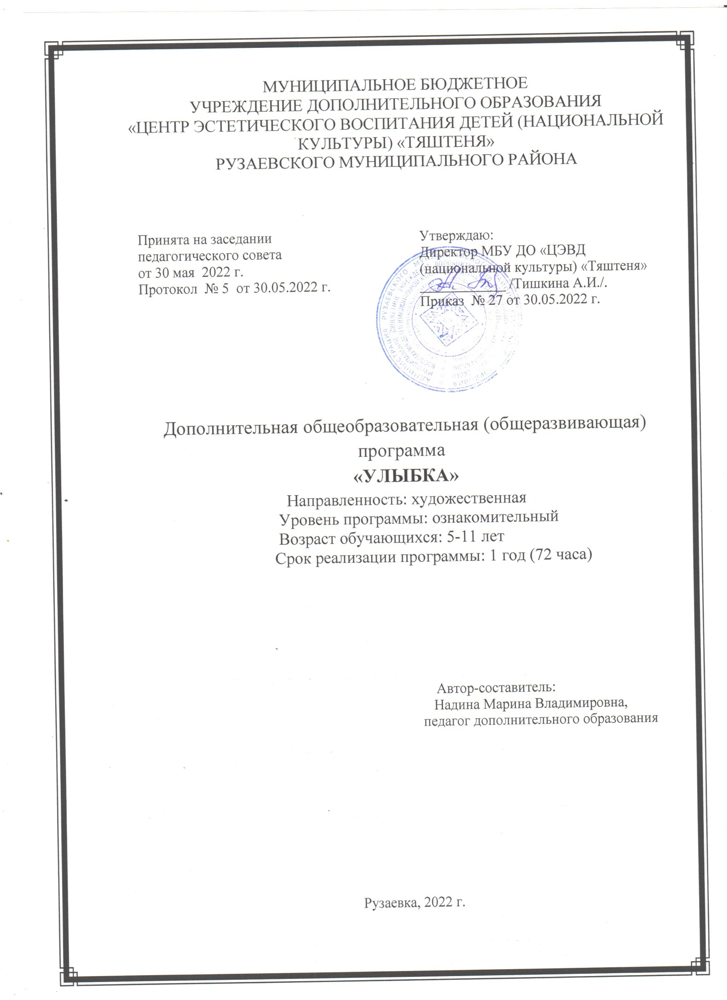 МУНИЦИПАЛЬНОЕ БЮДЖЕТНОЕ
УЧРЕЖДЕНИЕ ДОПОЛНИТЕЛЬНОГО ОБРАЗОВАНИЯ
«ЦЕНТР ЭСТЕТИЧЕСКОГО ВОСПИТАНИЯ ДЕТЕЙ (НАЦИОНАЛЬНОЙ
КУЛЬТУРЫ) «ТЯШТЕНЯ»
РУЗАЕВСКОГО МУНИЦИПАЛЬНОГО РАЙОНА
Принята на заседании
педагогического совета
от 30 мая 2022 г.
Протокол № 5 от 30.05.2022 г.
Утверждаю:
Директор МБУ ДО «ЦЭВД
(национальной культуры) «Тяштеня»
____________ /Тишкина А.И./.
Приказ № 27 от 30.05.2022 г.
АДМИНИСТРАЦИЯ РУЗАЕВСКОГО МУНИЦИПАЛЬНОГО
Дополнительная общеобразовательная (общеразвивающая)
программа
«УЛЫБКА»
Направленность: художественная
Уровень программы: ознакомительный
Возраст обучающихся: 5-11 лет
Срок реализации программы: 1 год (72 часа)
Автор-составитель:
Надина Марина Владимировна,
педагог дополнительного образования
Рузаевка, 2022 г.